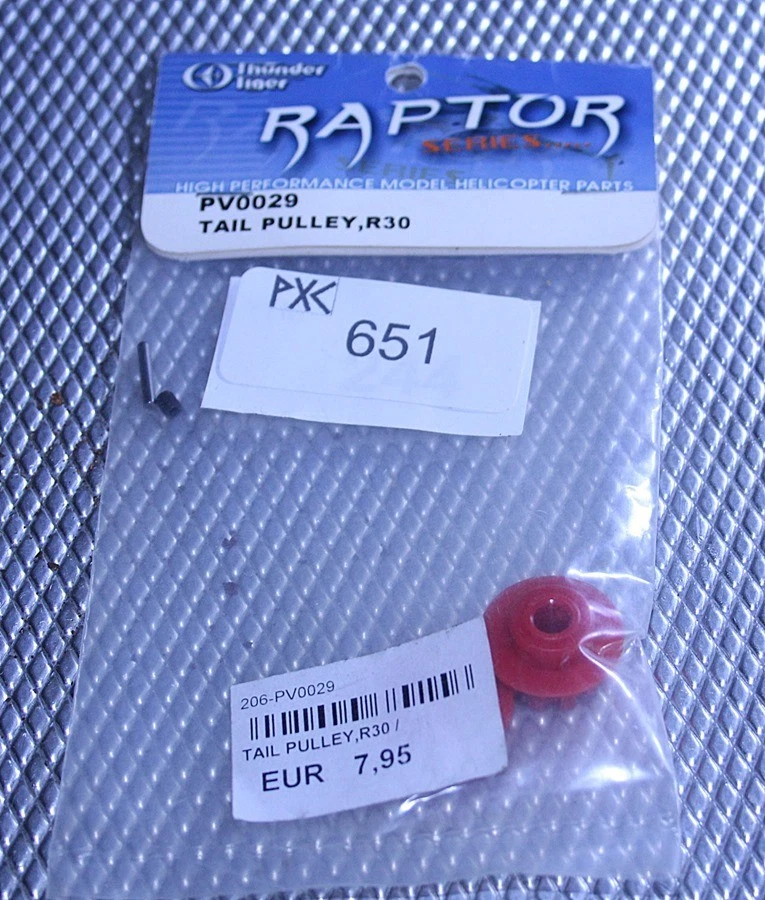 Thunder
Tiger
RAPTOR
SERIES
HIGH PERFORMANCE MODEL HELICOPTER PARTS
PV0029
TAIL PULLEY,R30
651
206-PV0029
TAIL PULLEY,R30 /
EUR 7,95